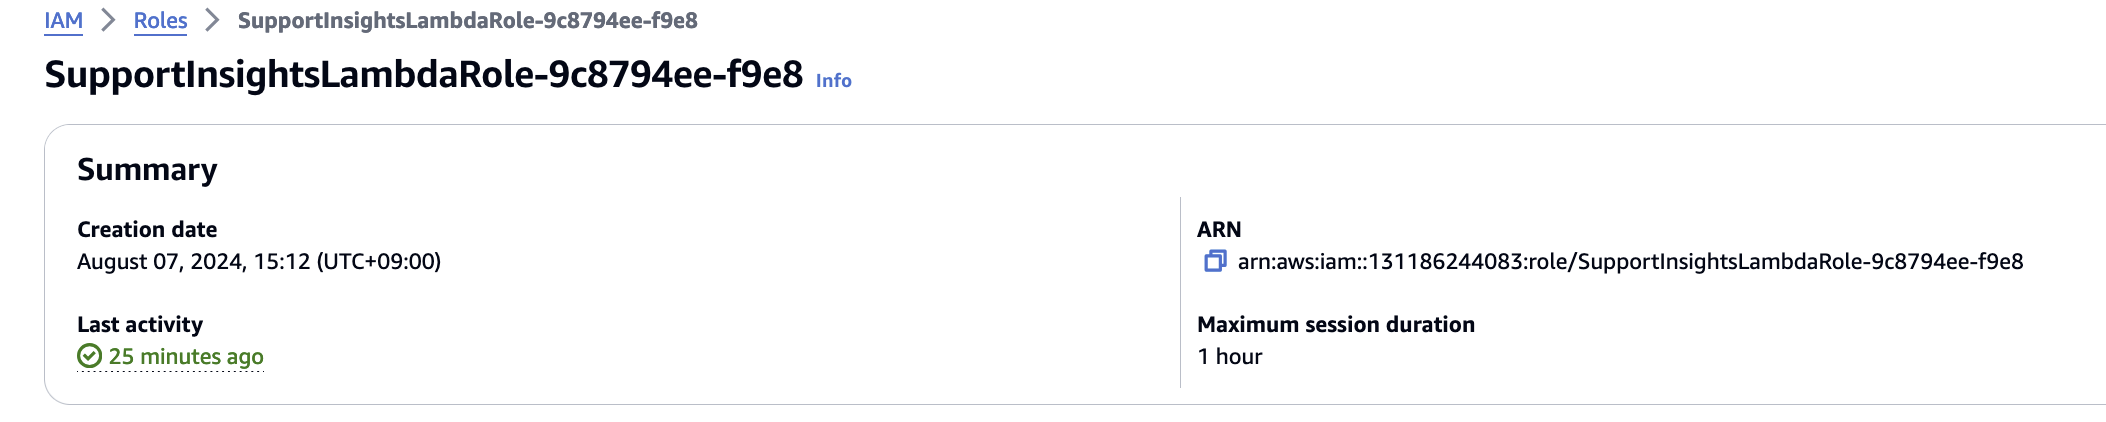 IAM > Roles > SupportInsightsLambdaRole-9c8794ee-f9e8
SupportInsightsLambdaRole-9c8794ee-f9e8 Info
Summary
Creation date
August 07, 2024, 15:12 (UTC+09:00)
ARN
arn:aws:iam::131186244083:role/SupportInsightsLambdaRole-9c8794ee-f9e8
Last activity
25 minutes ago
Maximum session duration
1 hour